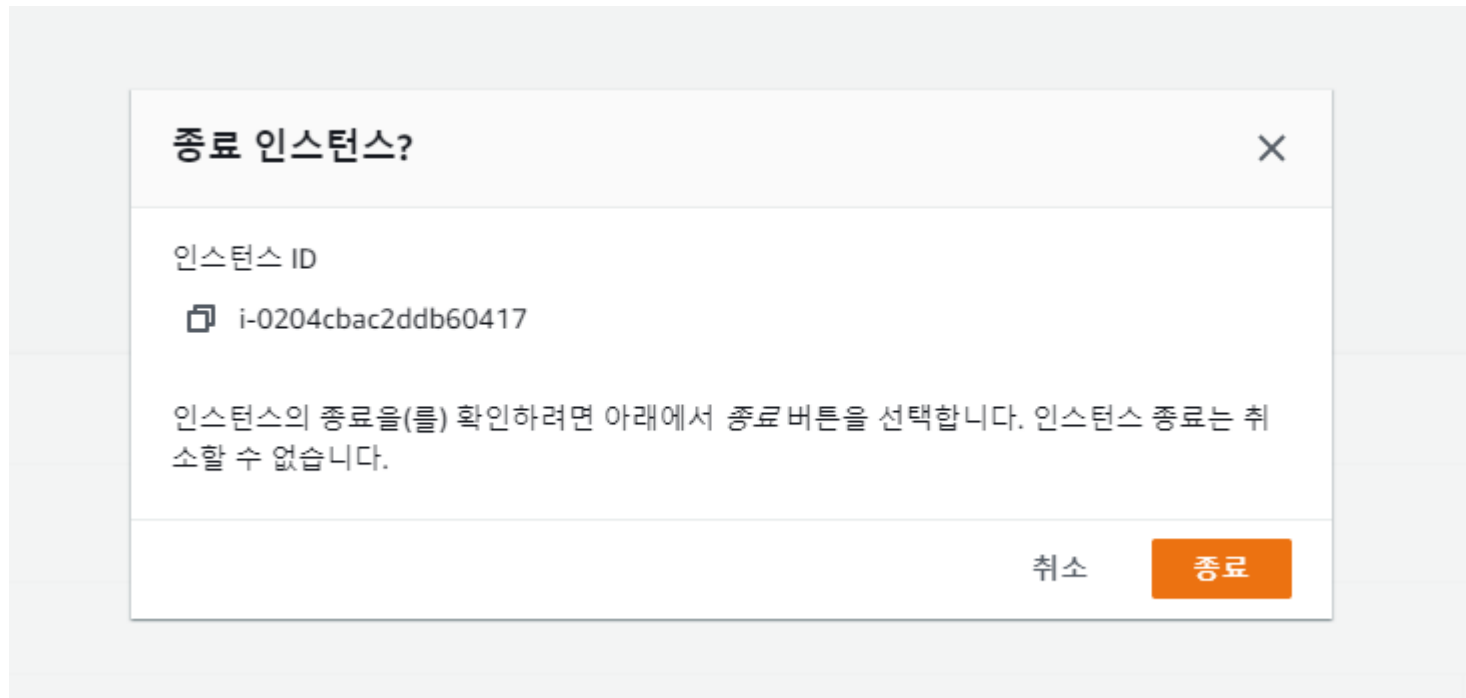 종료 인스턴스?
인스턴스 ID
i-0204cbac2ddb60417
인스턴스의 종료을(를) 확인하려면 아래에서 종료 버튼을 선택합니다. 인스턴스 종료는 취
소할 수 없습니다.
취소 종료